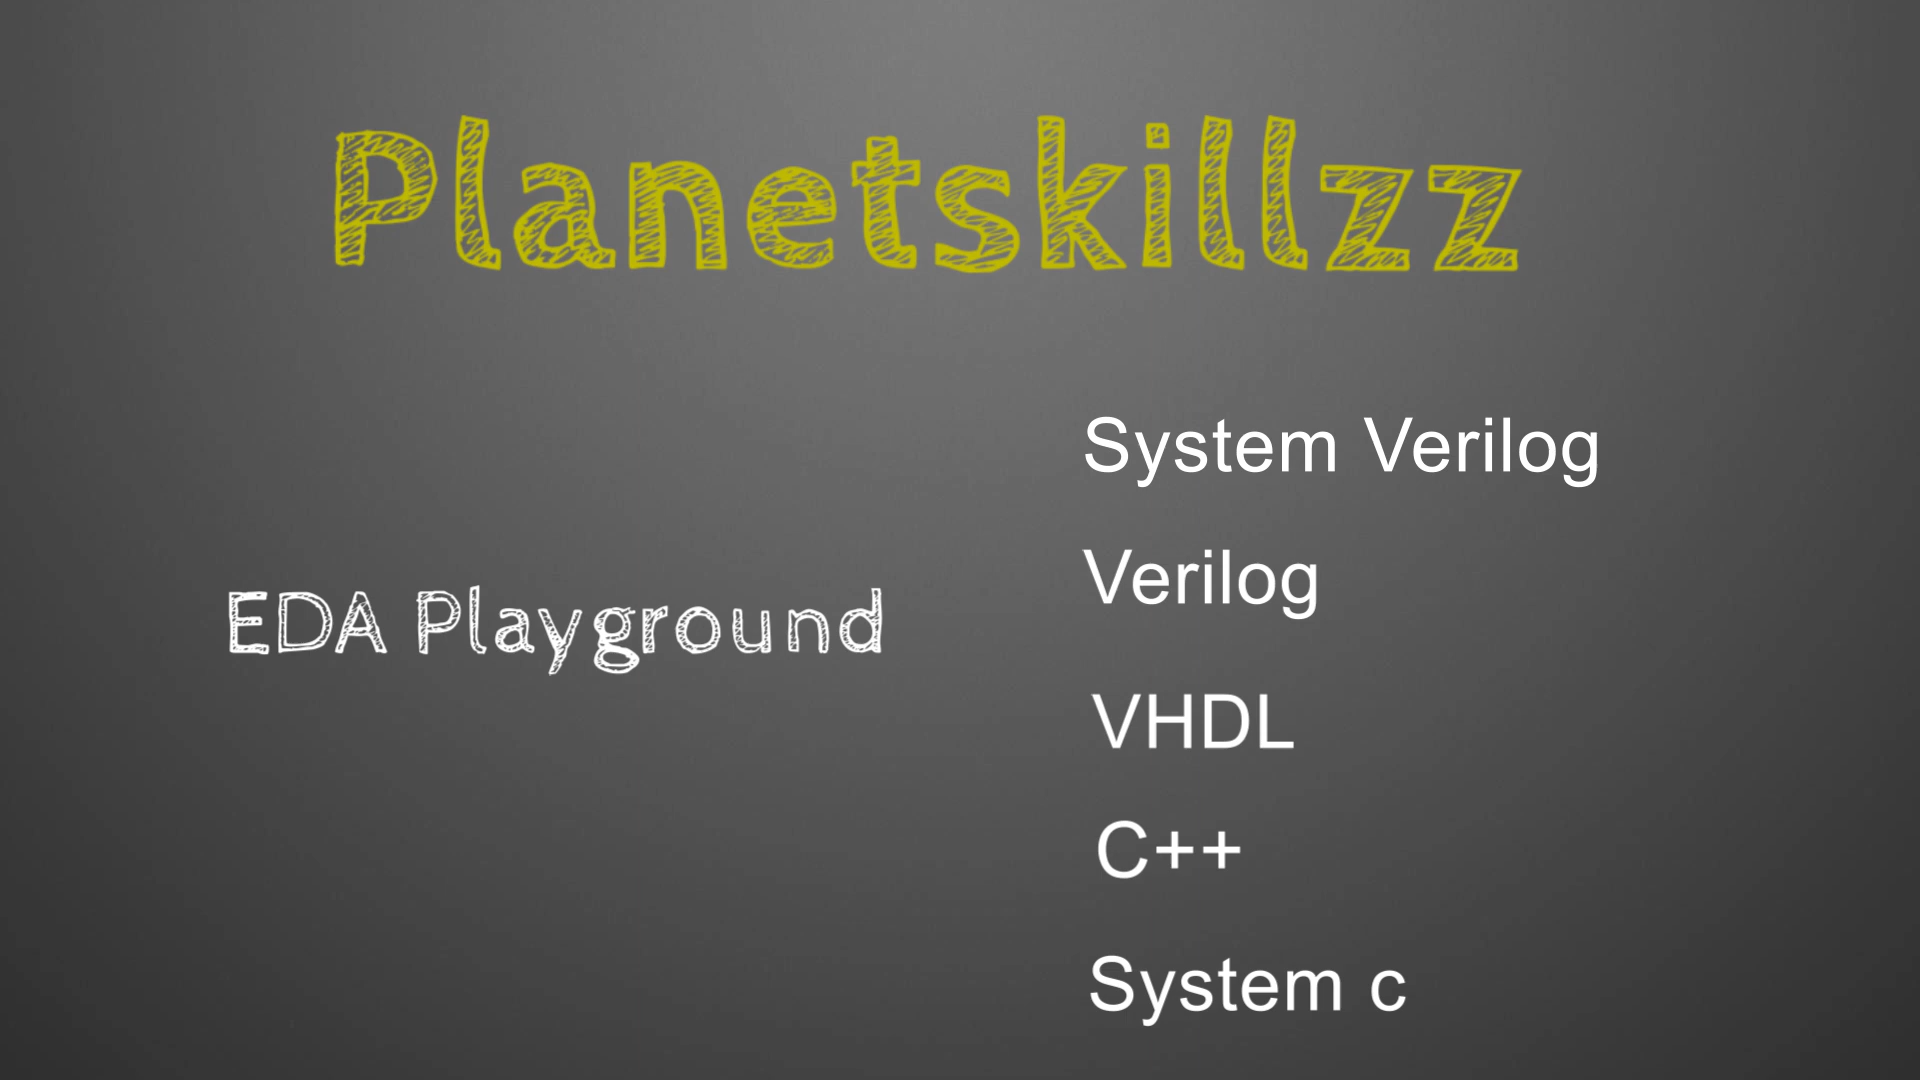 Planetskillzz
EDA Playground
System Verilog
Verilog
VHDL
C++
System c